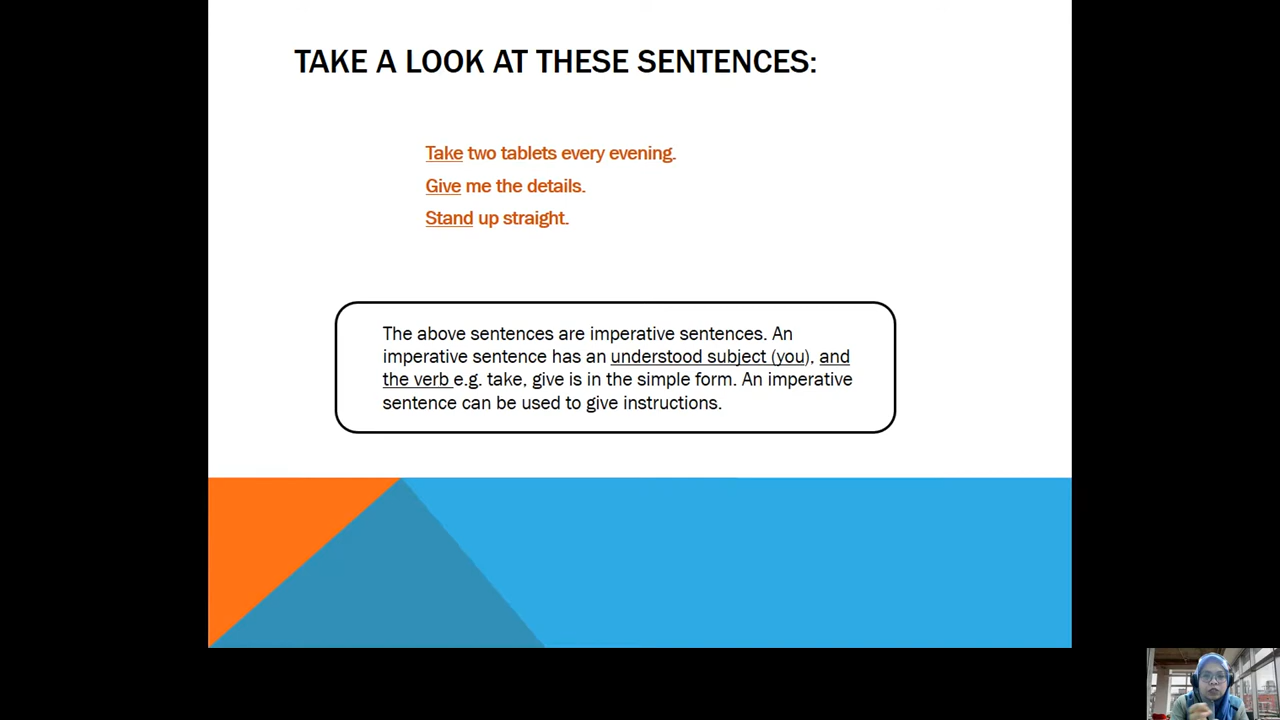 TAKE A LOOK AT THESE SENTENCES:
Take two tablets every evening.
Give me the details.
Stand up straight.
The above sentences are imperative sentences. An
imperative sentence has an understood subject (you), and
the verb e.g. take, give is in the simple form. An imperative
sentence can be used to give instructions.